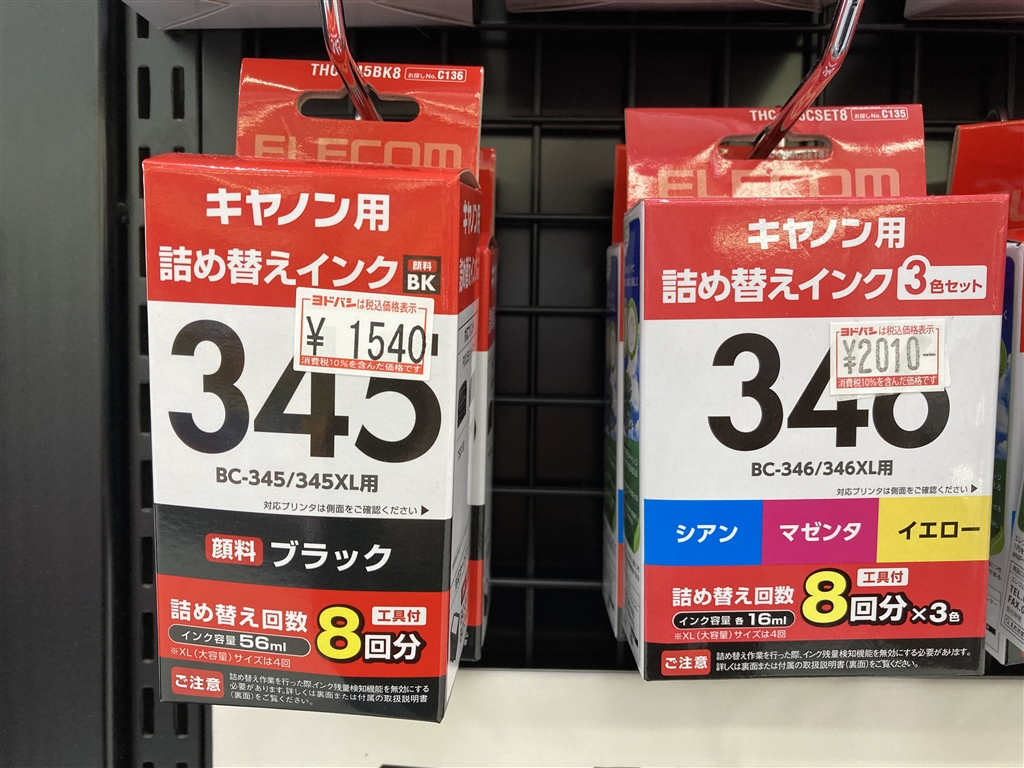 THC-345BK8 お探しNo.C136
ELECOM
キヤノン用
詰め替えインク 顔料 BK
ヨドバシは税込価格表示
¥ 1540
消費税10%を含んだ価格です
345
BC-345/345XL用
対応プリンタは側面をご確認ください▶
顔料 ブラック
詰め替え回数 8回分 工具付
インク容量 56ml
※XL(大容量)サイズは4回
ご注意
詰め替え作業を行った際、インク残量検知機能を無効にする
必要があります。詳しくは裏面または付属の取扱説明書
(裏面)をご覧ください。
THC-346CSET8 お探しNo.C135
ELECOM
キヤノン用
詰め替えインク 3色セット
ヨドバシは税込価格表示
¥2010-
消費税10%を含んだ価格です
346
BC-346/346XL用
対応プリンタは側面をご確認ください▶
シアン マゼンタ イエロー
詰め替え回数 8回分×3色 工具付
インク容量 各16ml
※XL(大容量)サイズは4回
ご注意
詰め替え作業を行った際、インク残量検知機能を無効にする必要があります。
詳しくは裏面または付属の取扱説明書(裏面)をご覧ください。